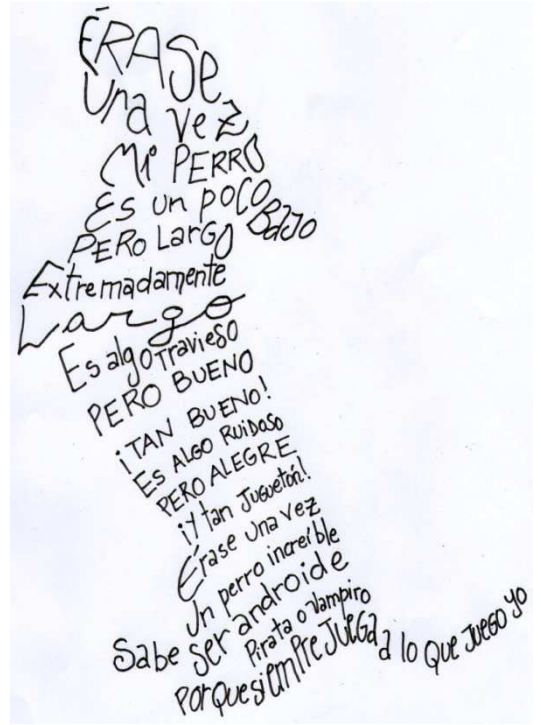 ÉRASE
Una vez
Mi PERRO
Es un poco BAJO
PERO LARGO
Extremadamente
Largo
Es algo Travieso
PERO BUENO
¡TAN BUENO!
ES ALGO RUIDOSO
PERO ALEGRE
¡Y tan Juguetón!
Érase una vez
Un perro increíble
Sabe ser androide
Pirata o Vampiro
Porque siempre JUEGA a lo que JUEGO yo